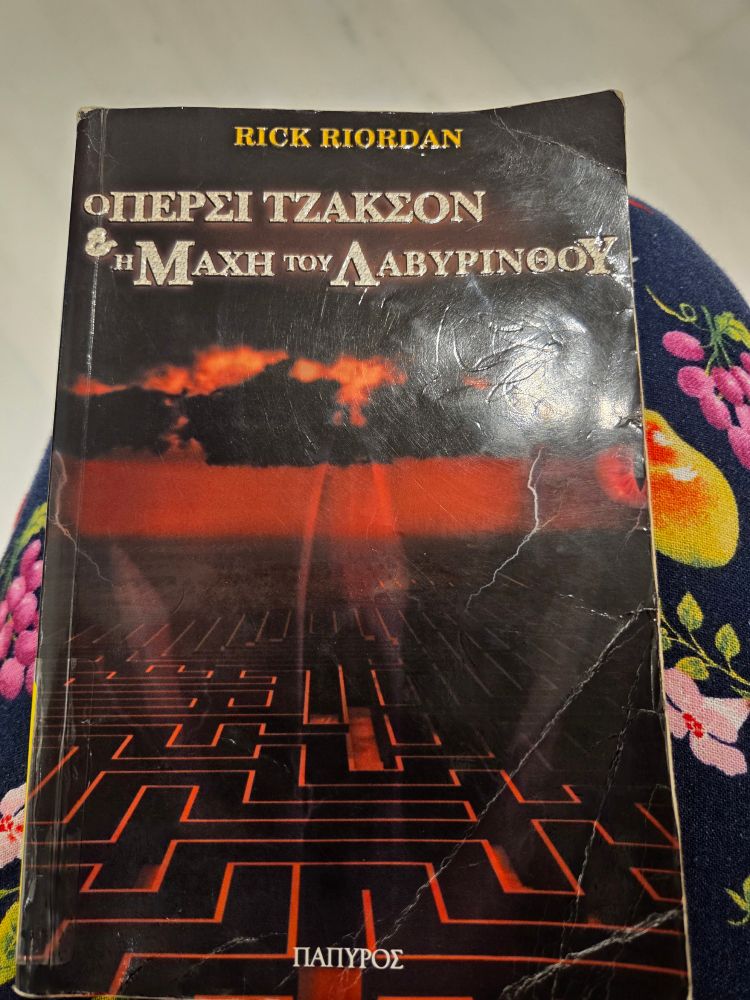 RICK RIORDAN
Ο ΠΕΡΣΙ ΤΖΑΚΣΟΝ
& Η ΜΑΧΗ ΤΟΥ ΛΑΒΥΡΙΝΘΟΥ
ΠΑΠΥΡΟΣ